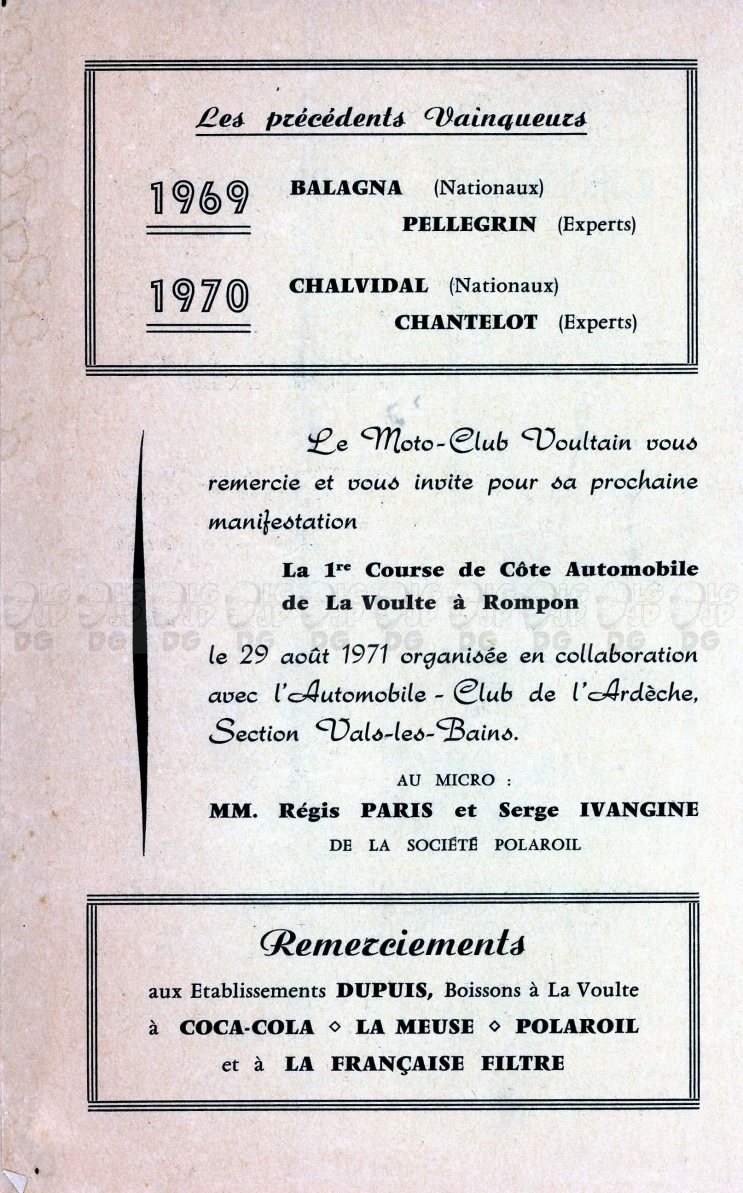 Les précédents Vainqueurs
1969 BALAGNA (Nationaux)
PELLEGRIN (Experts)
1970 CHALVIDAL (Nationaux)
CHANTELOT (Experts)
Le Moto-Club Voultain vous
remercie et vous invite pour sa prochaine
manifestation
La 1re Course de Côte Automobile
de La Voulte à Rompon
le 29 août 1971 organisée en collaboration
avec l'Automobile - Club de l'Ardèche,
Section Vals-les-Bains.
AU MICRO :
MM. Régis PARIS et Serge IVANGINE
DE LA SOCIÉTÉ POLAROIL
Remerciements
aux Etablissements DUPUIS, Boissons à La Voulte
à COCA-COLA ◇ LA MEUSE ◇ POLAROIL
et à LA FRANÇAISE FILTRE